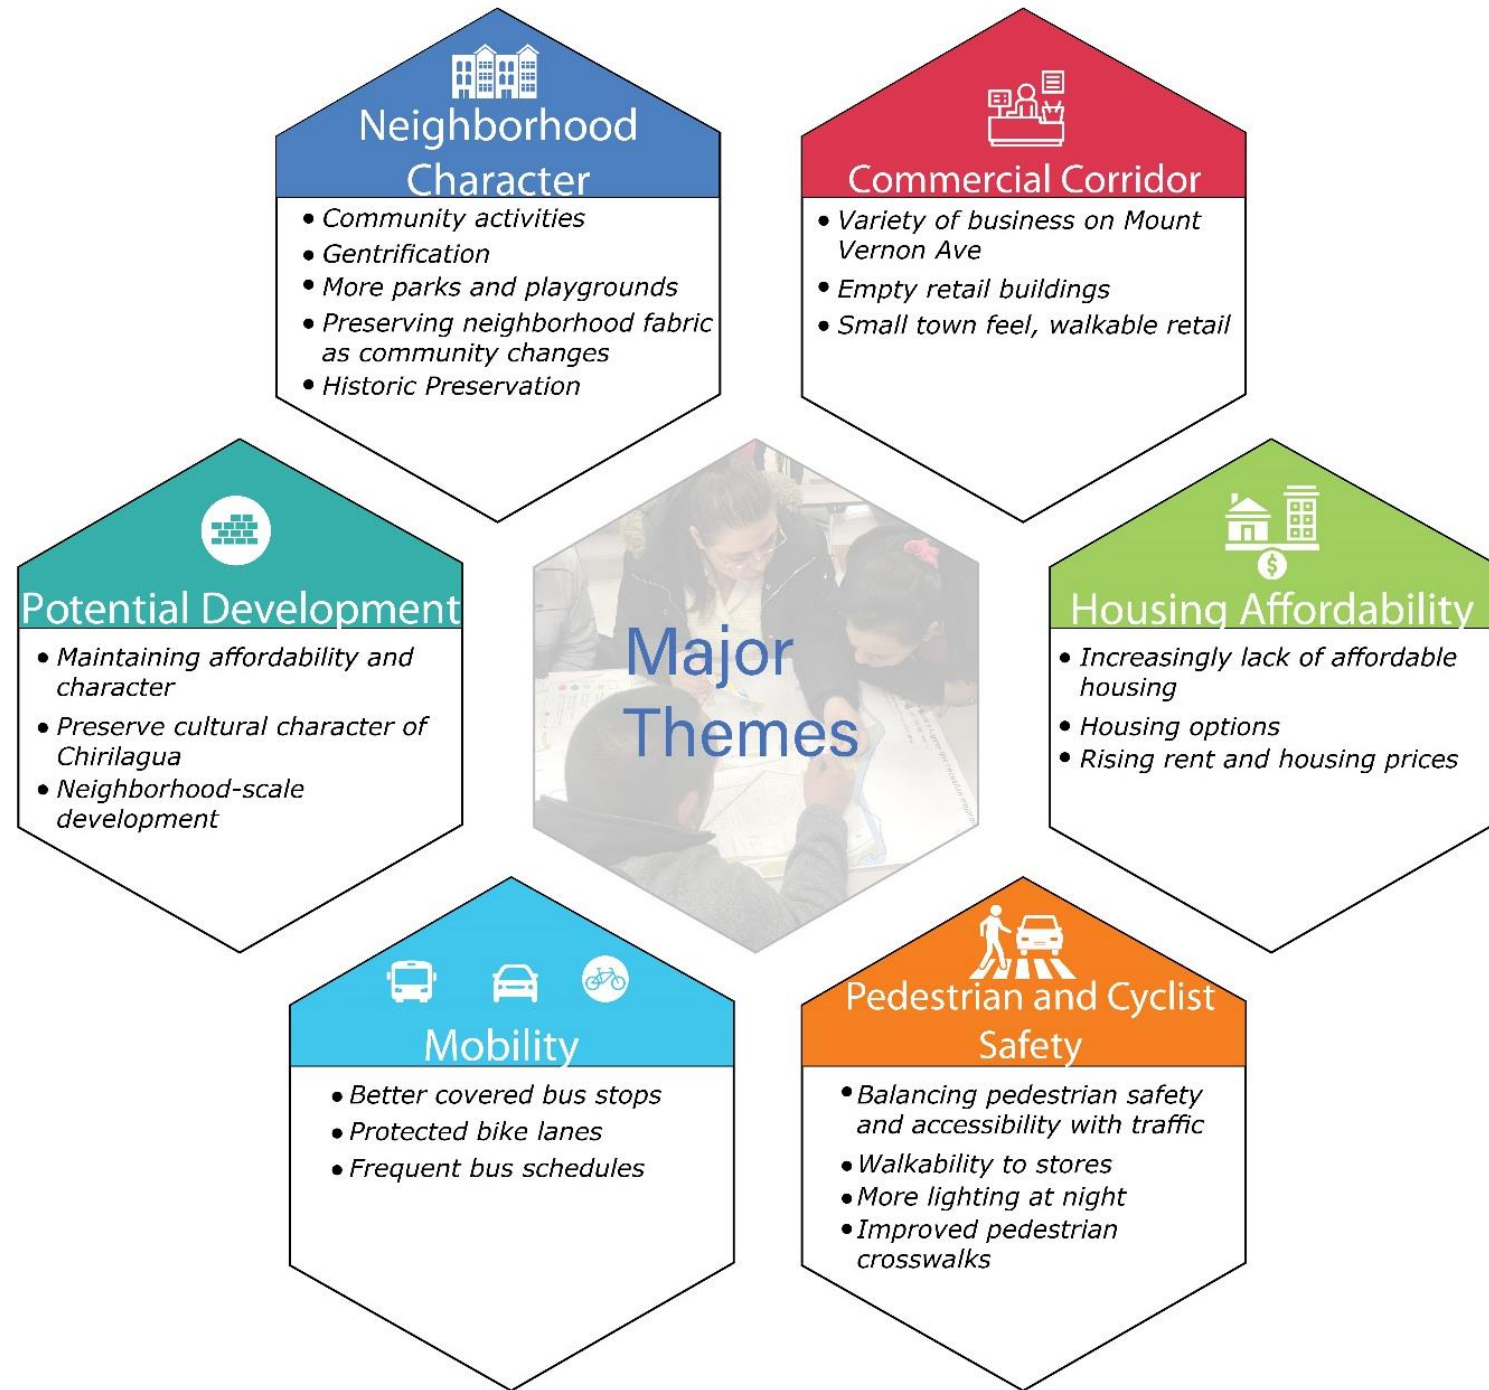 Neighborhood
Character
• Community activities
• Gentrification
• More parks and playgrounds
• Preserving neighborhood fabric
as community changes
• Historic Preservation
Commercial Corridor
• Variety of business on Mount
Vernon Ave
• Empty retail buildings
• Small town feel, walkable retail
Potential Development
• Maintaining affordability and
character
• Preserve cultural character of
Chirilagua
• Neighborhood-scale
development
Major
Themes
Housing Affordability
• Increasingly lack of affordable
housing
• Housing options
• Rising rent and housing prices
Mobility
• Better covered bus stops
• Protected bike lanes
• Frequent bus schedules
Pedestrian and Cyclist
Safety
• Balancing pedestrian safety
and accessibility with traffic
• Walkability to stores
• More lighting at night
• Improved pedestrian
crosswalks
$